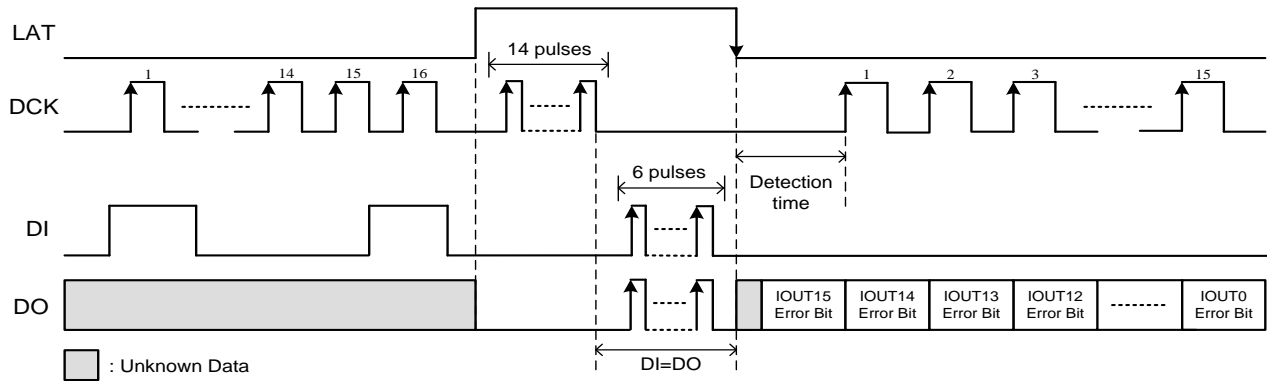 LAT
14 pulses
DCK
1
14
15
16
1
2
3
15
6 pulses
Detection
time
DI
DO
IOUT15
Error Bit
IOUT14
Error Bit
IOUT13
Error Bit
IOUT12
Error Bit
IOUT0
Error Bit
: Unknown Data
DI=DO